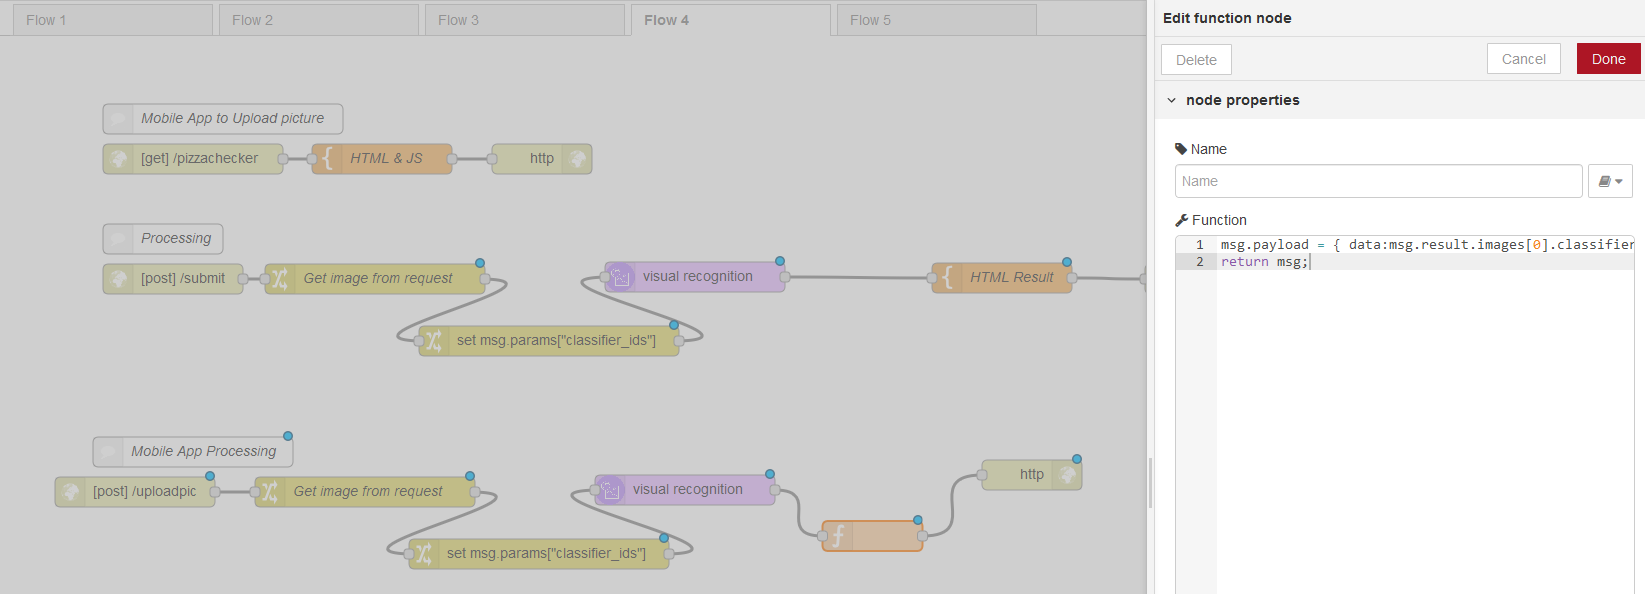 Flow 1
Flow 2
Flow 3
Flow 4
Flow 5
Mobile App to Upload picture
[get] /pizzachecker
HTML & JS
http
Processing
[post] /submit
Get image from request
visual recognition
HTML Result
set msg.params["classifier_ids"]
Mobile App Processing
[post] /uploadpic
Get image from request
visual recognition
http
set msg.params["classifier_ids"]
Edit function node
Delete
Cancel
Done
node properties
Name
Name
Function
1 msg.payload = { data:msg.result.images[0].classifier
2 return msg;